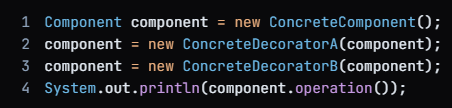 1 Component component = new ConcreteComponent();
2 component = new ConcreteDecoratorA(component);
3 component = new ConcreteDecoratorB(component);
4 System.out.println(component.operation());